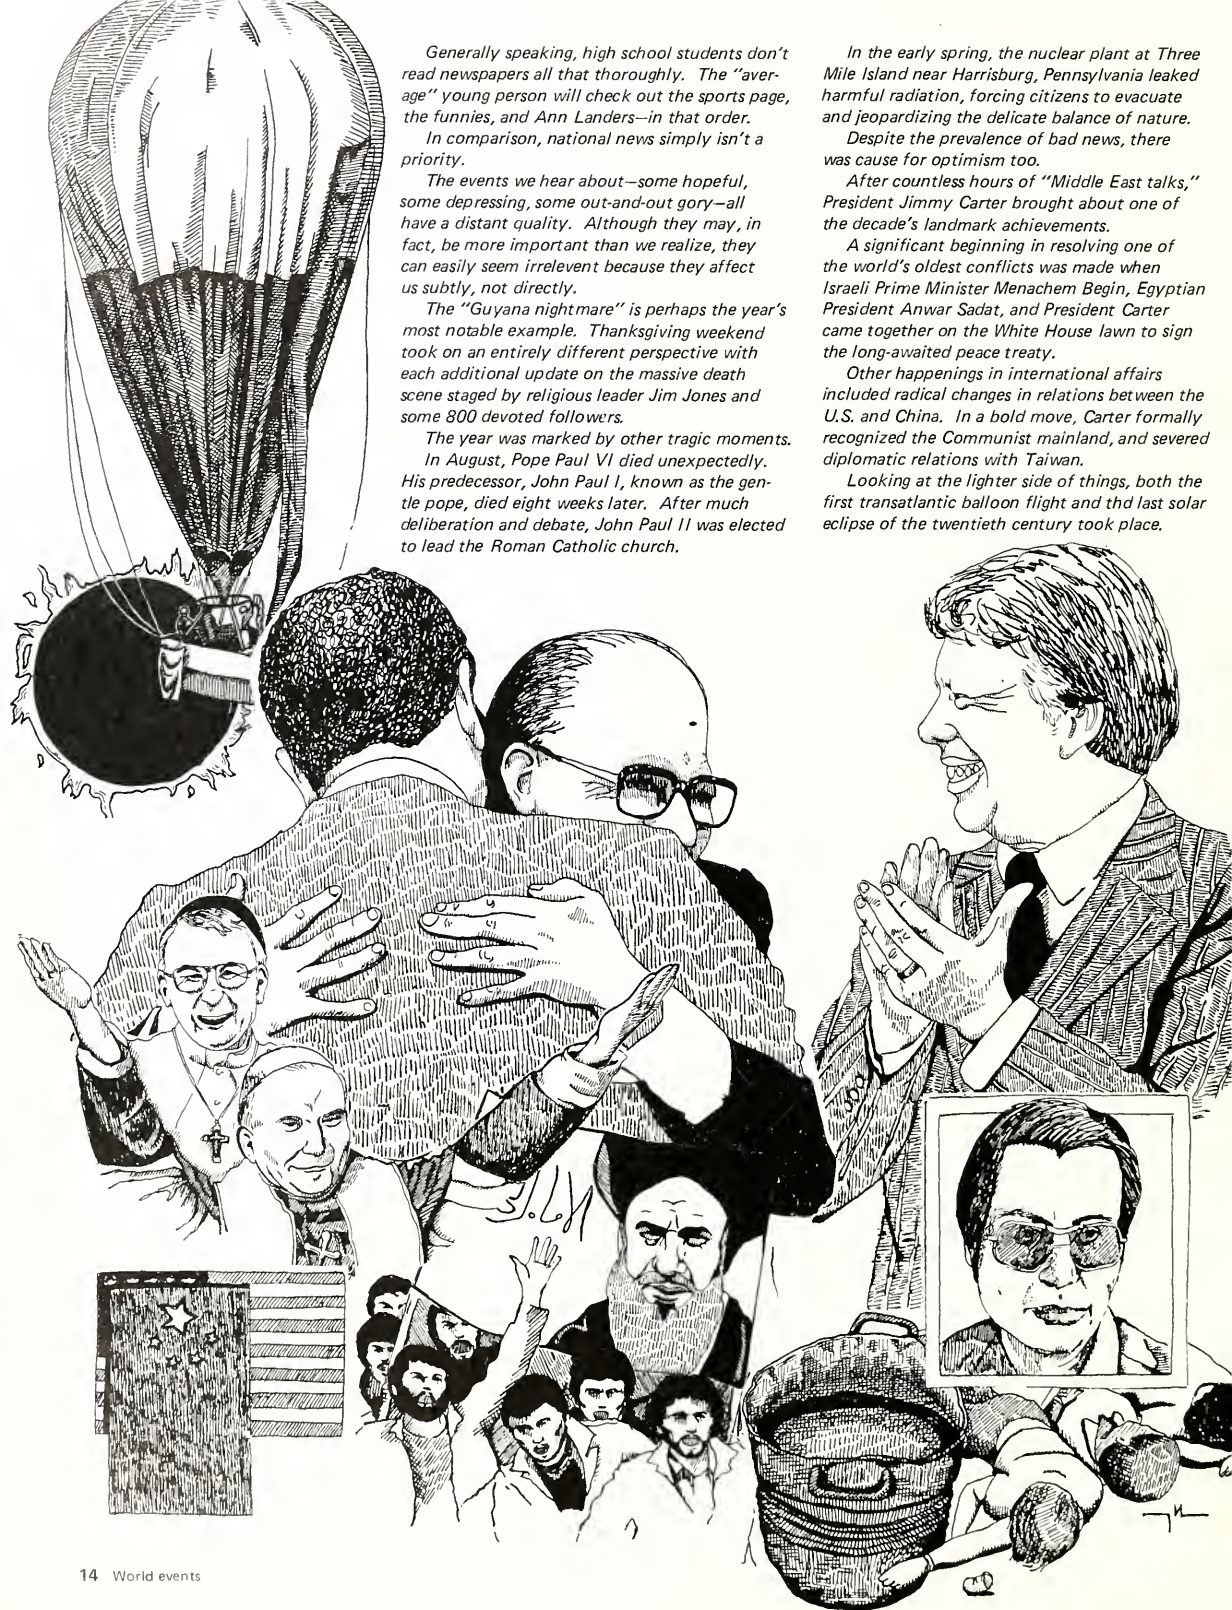 Generally speaking, high school students don't
read newspapers all that thoroughly. The "aver-
age" young person will check out the sports page,
the funnies, and Ann Landers—in that order.
In comparison, national news simply isn't a
priority.
The events we hear about—some hopeful,
some depressing, some out-and-out gory—all
have a distant quality. Although they may, in
fact, be more important than we realize, they
can easily seem irrelevent because they affect
us subtly, not directly.
The "Guyana nightmare" is perhaps the year's
most notable example. Thanksgiving weekend
took on an entirely different perspective with
each additional update on the massive death
scene staged by religious leader Jim Jones and
some 800 devoted followers.
The year was marked by other tragic moments.
In August, Pope Paul VI died unexpectedly.
His predecessor, John Paul I, known as the gen-
tle pope, died eight weeks later. After much
deliberation and debate, John Paul II was elected
to lead the Roman Catholic church.
In the early spring, the nuclear plant at Three
Mile Island near Harrisburg, Pennsylvania leaked
harmful radiation, forcing citizens to evacuate
and jeopardizing the delicate balance of nature.
Despite the prevalence of bad news, there
was cause for optimism too.
After countless hours of "Middle East talks,"
President Jimmy Carter brought about one of
the decade's landmark achievements.
A significant beginning in resolving one of
the world's oldest conflicts was made when
Israeli Prime Minister Menachem Begin, Egyptian
President Anwar Sadat, and President Carter
came together on the White House lawn to sign
the long-awaited peace treaty.
Other happenings in international affairs
included radical changes in relations between the
U.S. and China. In a bold move, Carter formally
recognized the Communist mainland, and severed
diplomatic relations with Taiwan.
Looking at the lighter side of things, both the
first transatlantic balloon flight and thd last solar
eclipse of the twentieth century took place.
14 World events